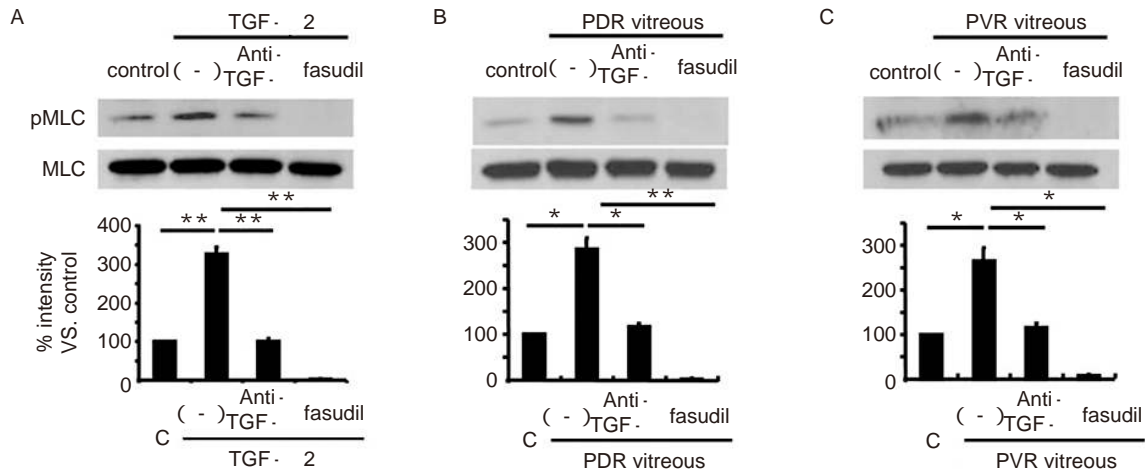 A
TGF- 2
control ( - ) Anti-TGF- fasudil
pMLC
MLC
**
** **
% intensity VS. control
400
300
200
100
0
C ( - ) Anti-TGF- fasudil
TGF- 2
B
PDR vitreous
control ( - ) Anti-TGF- fasudil
**
* *
300
200
100
0
C ( - ) Anti-TGF- fasudil
PDR vitreous
C
PVR vitreous
control ( - ) Anti-TGF- fasudil
*
* *
300
200
100
0
C ( - ) Anti-TGF- fasudil
PVR vitreous